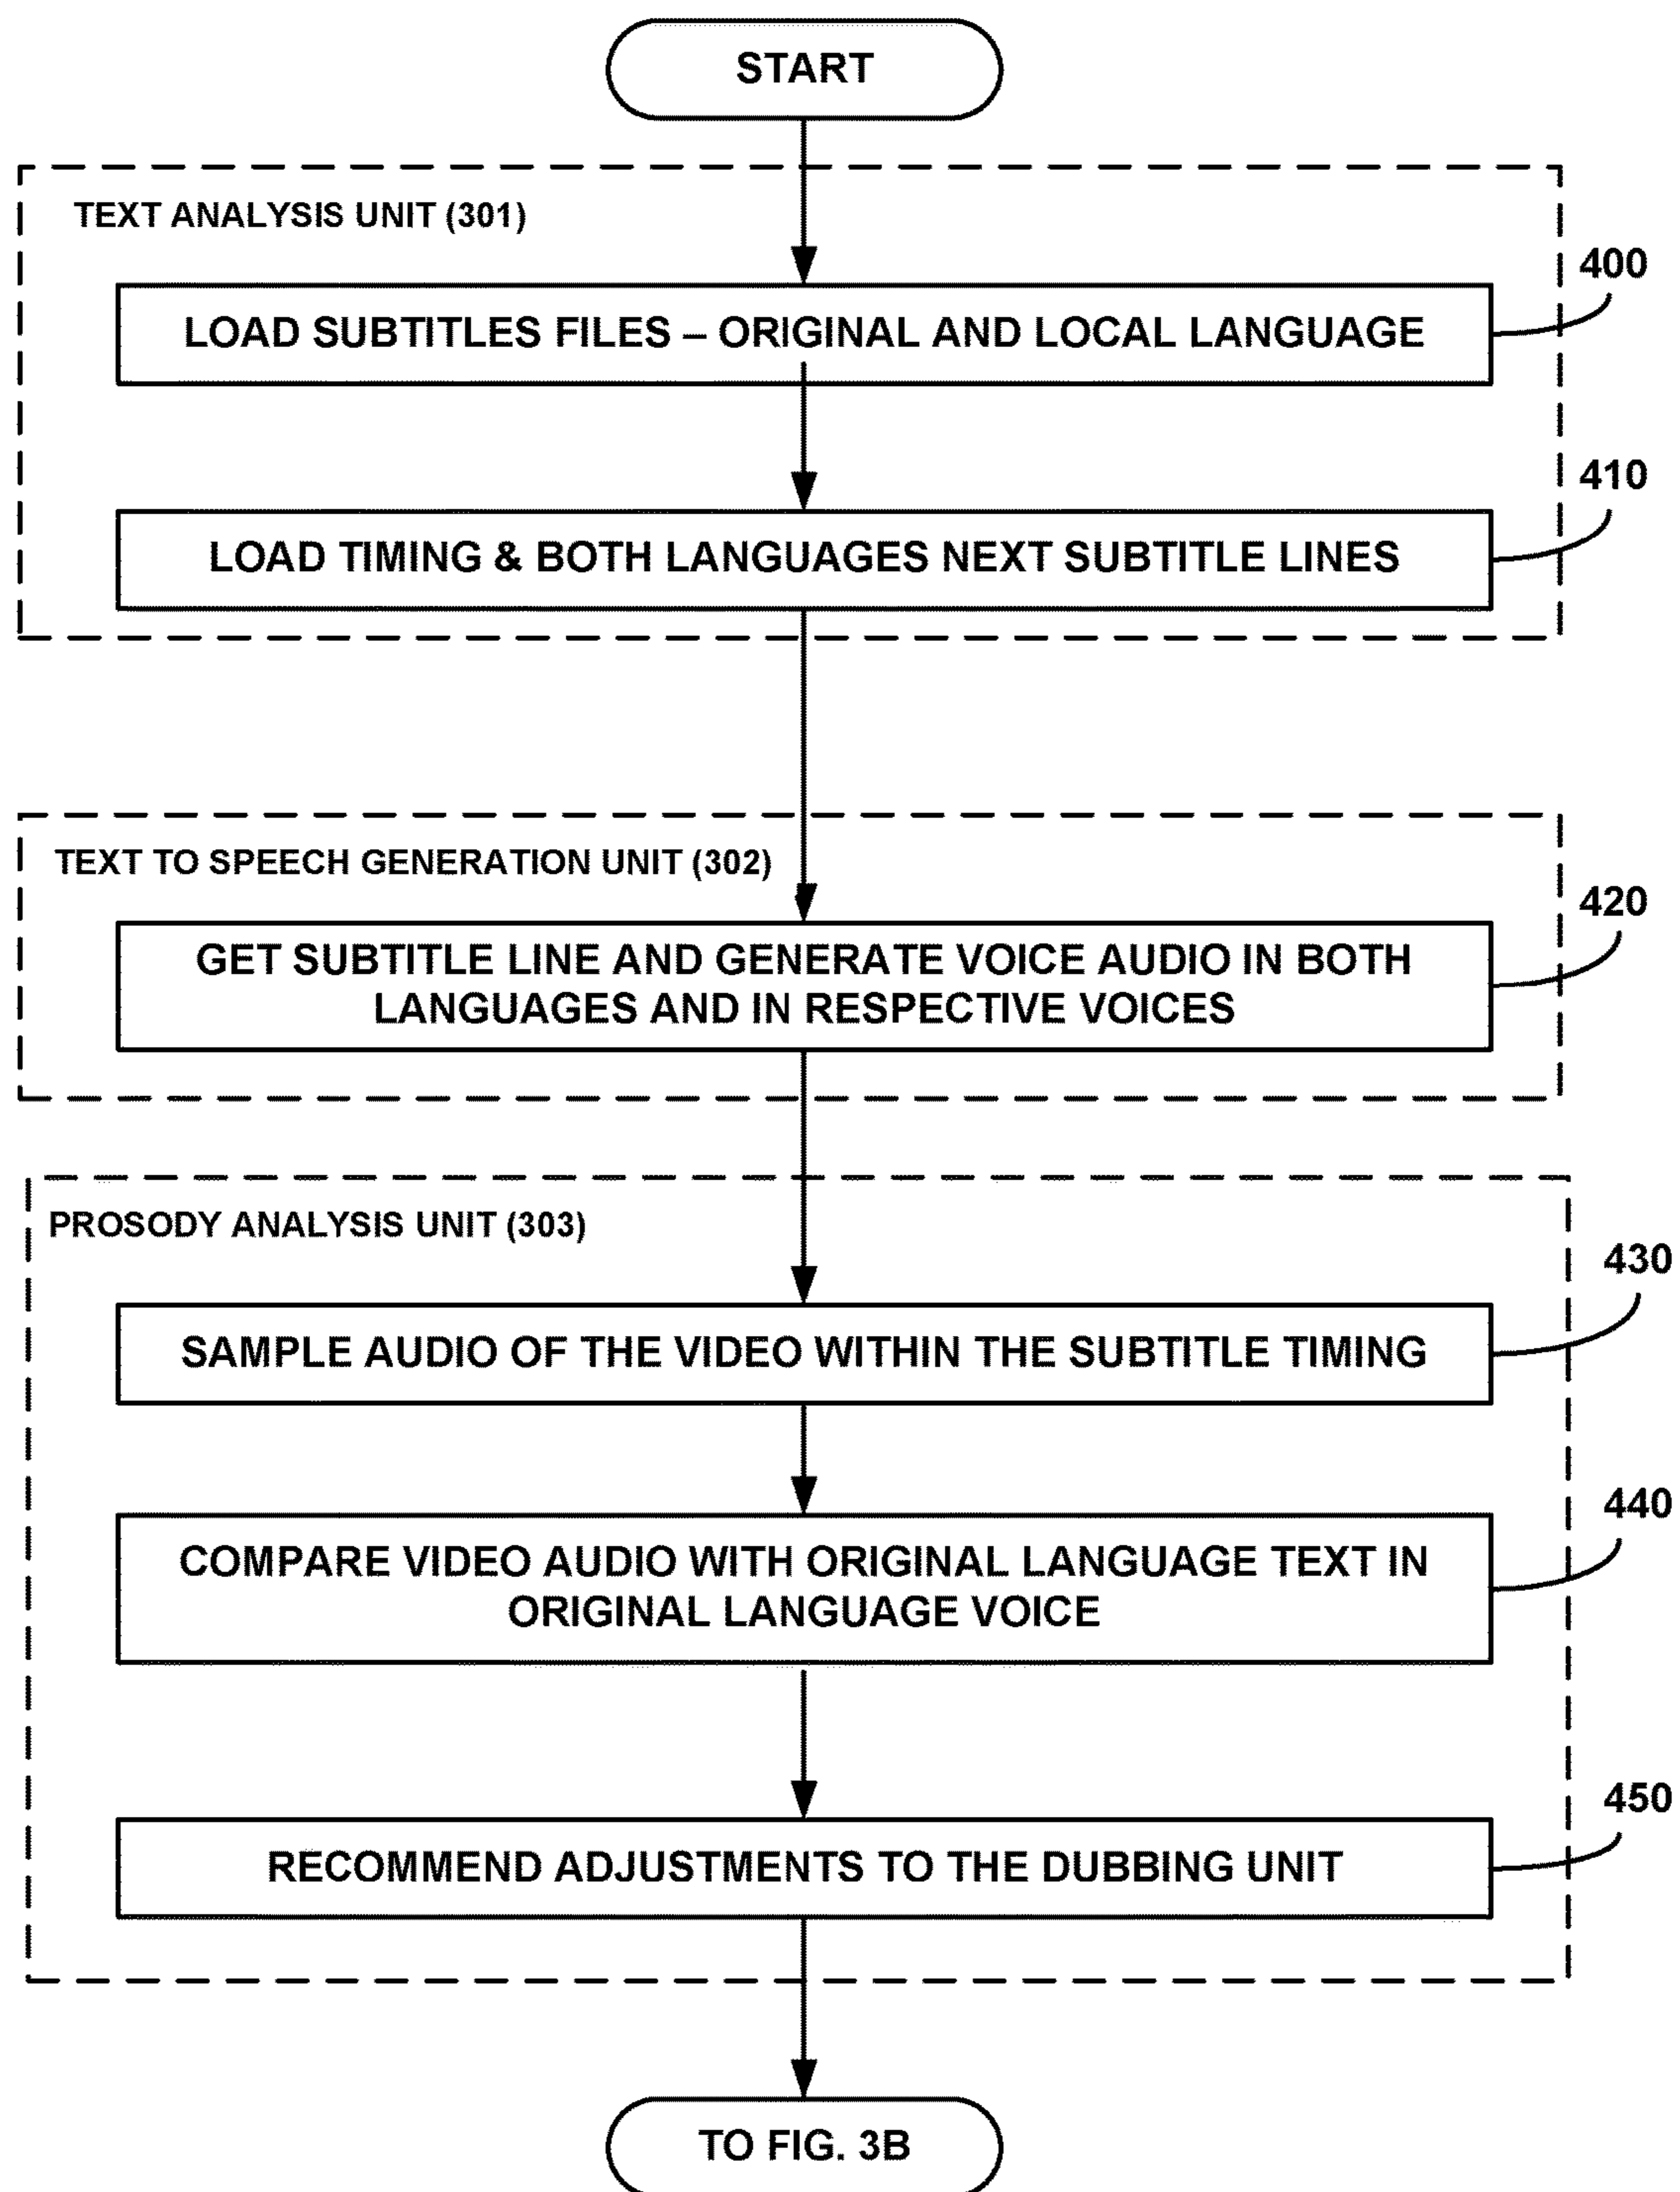 START
TEXT ANALYSIS UNIT (301)
400
LOAD SUBTITLES FILES – ORIGINAL AND LOCAL LANGUAGE
410
LOAD TIMING & BOTH LANGUAGES NEXT SUBTITLE LINES
TEXT TO SPEECH GENERATION UNIT (302)
420
GET SUBTITLE LINE AND GENERATE VOICE AUDIO IN BOTH
LANGUAGES AND IN RESPECTIVE VOICES
PROSODY ANALYSIS UNIT (303)
430
SAMPLE AUDIO OF THE VIDEO WITHIN THE SUBTITLE TIMING
440
COMPARE VIDEO AUDIO WITH ORIGINAL LANGUAGE TEXT IN
ORIGINAL LANGUAGE VOICE
450
RECOMMEND ADJUSTMENTS TO THE DUBBING UNIT
TO FIG. 3B